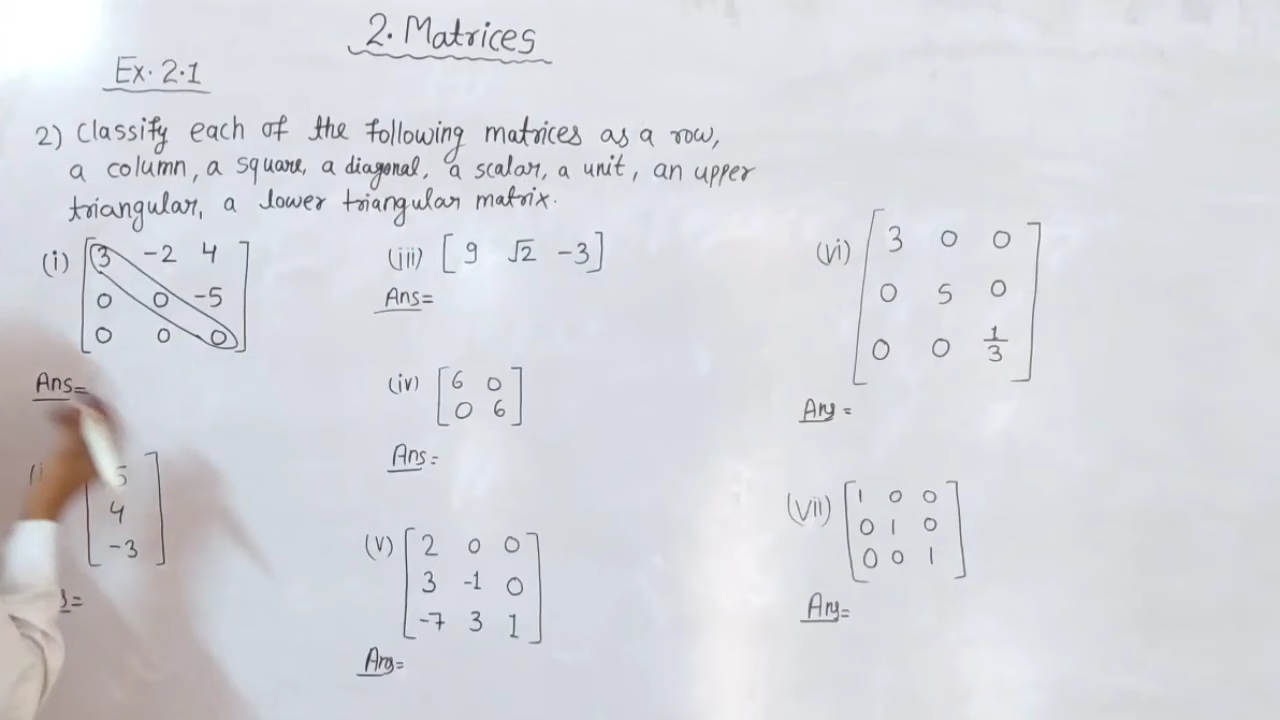 2. Matrices
Ex. 2.1
2) Classify each of the following matrices as a row,
a column, a square, a diagonal, a scalar, a unit, an upper
triangular, a lower triangular matrix.
(i) [3 -2 4
0 0 -5
0 0 0]
Ans=
5
4
-3
=
(iii) [9 √2 -3]
Ans=
(iv) [6 0
0 6]
Ans=
(v) [2 0 0
3 -1 0
-7 3 1]
Ans=
(vi) [3 0 0
0 5 0
0 0 1/3]
Ans=
(vii) [1 0 0
0 1 0
0 0 1]
Ans=